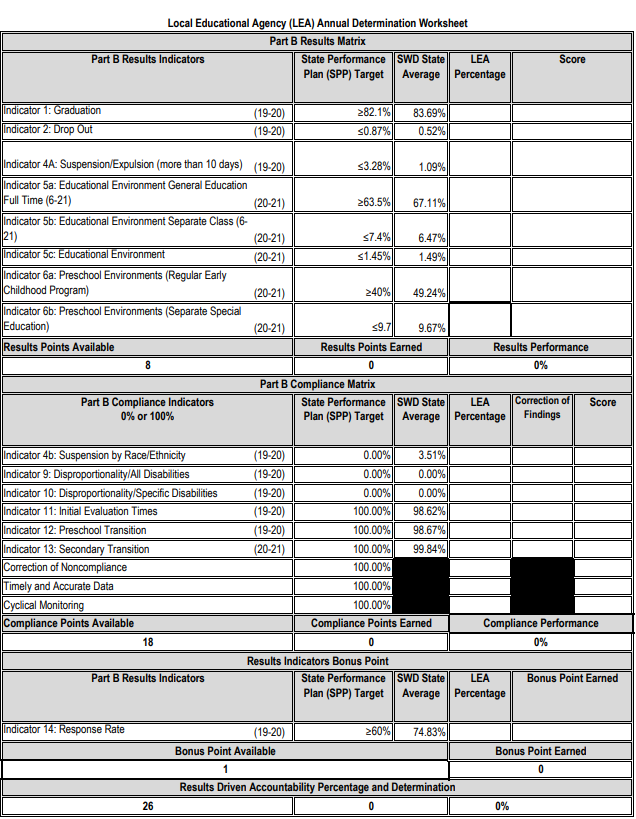 Local Educational Agency (LEA) Annual Determination Worksheet
Part B Results Matrix
Part B Results Indicators State Performance Plan (SPP) Target SWD State Average LEA Percentage Score
Indicator 1: Graduation (19-20) ≥82.1% 83.69%
Indicator 2: Drop Out (19-20) ≤0.87% 0.52%
Indicator 4A: Suspension/Expulsion (more than 10 days) (19-20) ≤3.28% 1.09%
Indicator 5a: Educational Environment General Education
Full Time (6-21) (20-21) ≥63.5% 67.11%
Indicator 5b: Educational Environment Separate Class (6-
21) (20-21) ≤7.4% 6.47%
Indicator 5c: Educational Environment (20-21) ≤1.45% 1.49%
Indicator 6a: Preschool Environments (Regular Early
Childhood Program) (20-21) ≥40% 49.24%
Indicator 6b: Preschool Environments (Separate Special
Education) (20-21) ≤9.7 9.67%
Results Points Available Results Points Earned Results Performance
8 0 0%
Part B Compliance Matrix
Part B Compliance Indicators 0% or 100% State Performance Plan (SPP) Target SWD State Average LEA Percentage Correction of Findings Score
Indicator 4b: Suspension by Race/Ethnicity (19-20) 0.00% 3.51%
Indicator 9: Disproportionality/All Disabilities (19-20) 0.00% 0.00%
Indicator 10: Disproportionality/Specific Disabilities (19-20) 0.00% 0.00%
Indicator 11: Initial Evaluation Times (19-20) 100.00% 98.62%
Indicator 12: Preschool Transition (19-20) 100.00% 98.67%
Indicator 13: Secondary Transition (20-21) 100.00% 99.84%
Correction of Noncompliance 100.00%
Timely and Accurate Data 100.00%
Cyclical Monitoring 100.00%
Compliance Points Available Compliance Points Earned Compliance Performance
18 0 0%
Results Indicators Bonus Point
Part B Results Indicators State Performance Plan (SPP) Target SWD State Average LEA Percentage Bonus Point Earned
Indicator 14: Response Rate (19-20) ≥60% 74.83%
Bonus Point Available Bonus Point Earned
1 0
Results Driven Accountability Percentage and Determination
26 0 0%